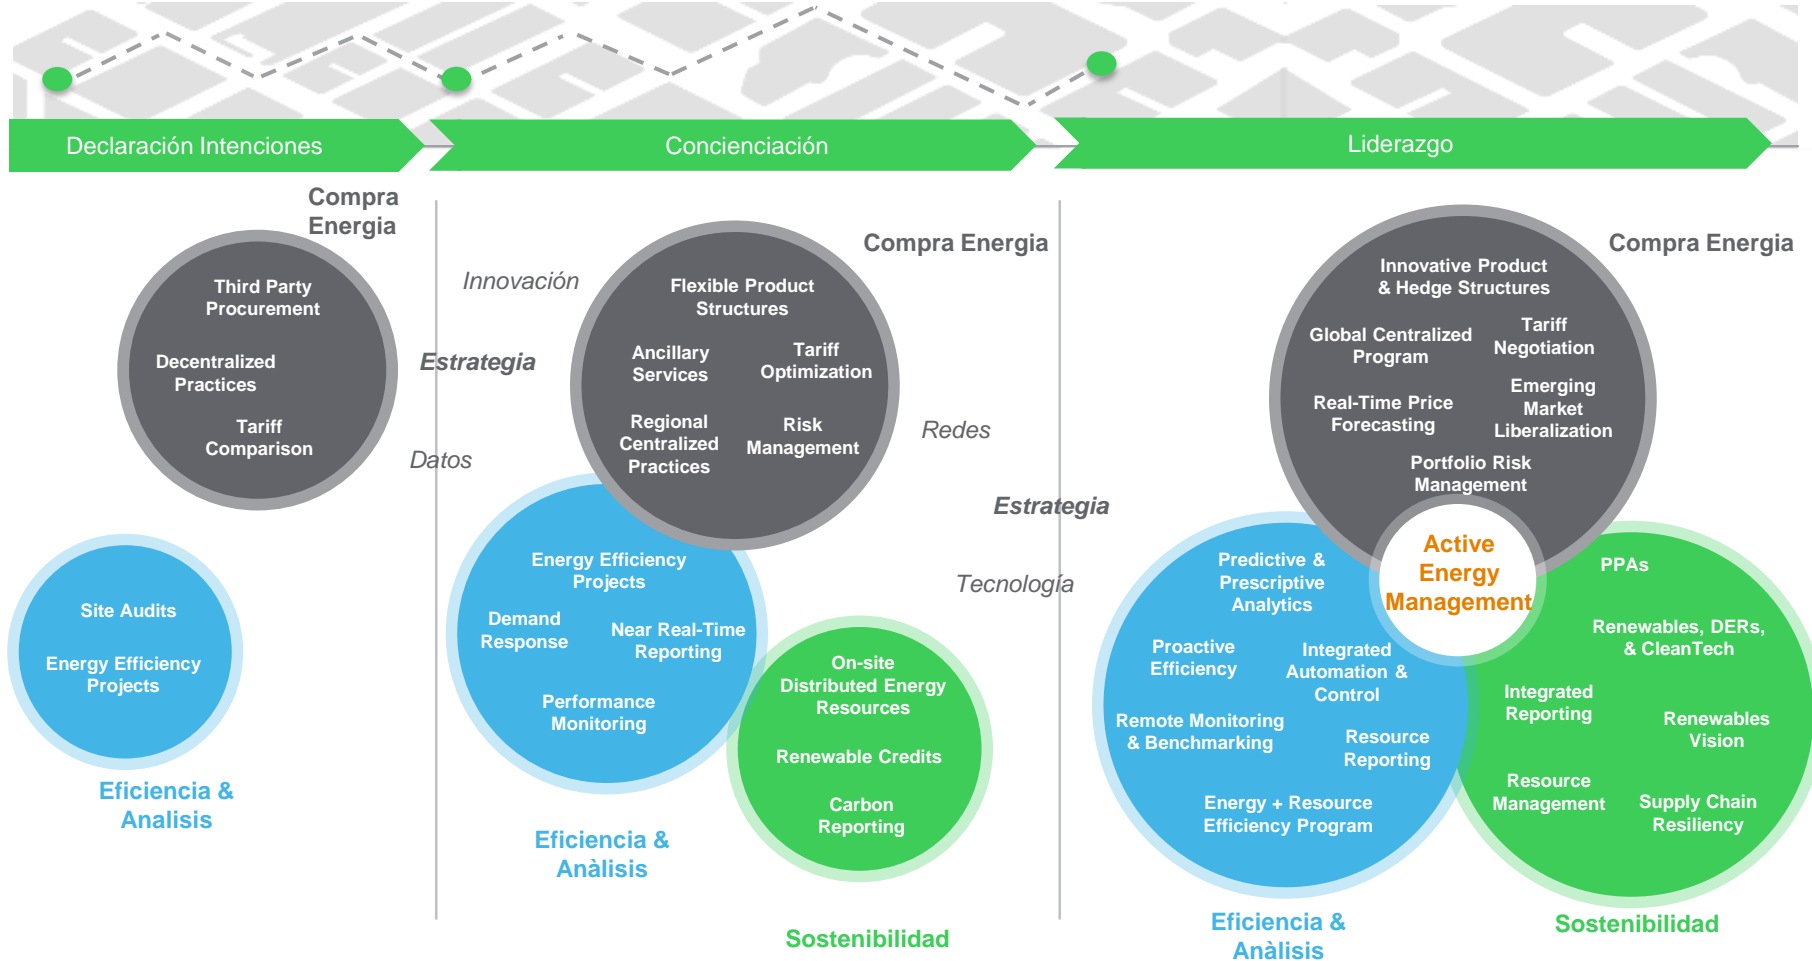 Declaración Intenciones
Concienciación
Liderazgo
Compra
Energia
Third Party
Procurement
Decentralized
Practices
Tariff
Comparison
Site Audits
Energy Efficiency
Projects
Eficiencia &
Analisis
Innovación
Estrategia
Datos
Compra Energia
Flexible Product
Structures
Ancillary
Services
Tariff
Optimization
Regional
Centralized
Practices
Risk
Management
Energy Efficiency
Projects
Demand
Response
Near Real-Time
Reporting
Performance
Monitoring
Eficiencia &
Anàlisis
On-site
Distributed Energy
Resources
Renewable Credits
Carbon
Reporting
Sostenibilidad
Redes
Estrategia
Tecnología
Compra Energia
Innovative Product
& Hedge Structures
Global Centralized
Program
Tariff
Negotiation
Real-Time Price
Forecasting
Emerging
Market
Liberalization
Portfolio Risk
Management
Active
Energy
Management
Predictive &
Prescriptive
Analytics
Proactive
Efficiency
Integrated
Automation &
Control
Remote Monitoring
& Benchmarking
Resource
Reporting
Energy + Resource
Efficiency Program
Eficiencia &
Anàlisis
PPAs
Renewables, DERs,
& CleanTech
Integrated
Reporting
Renewables
Vision
Resource
Management
Supply Chain
Resiliency
Sostenibilidad